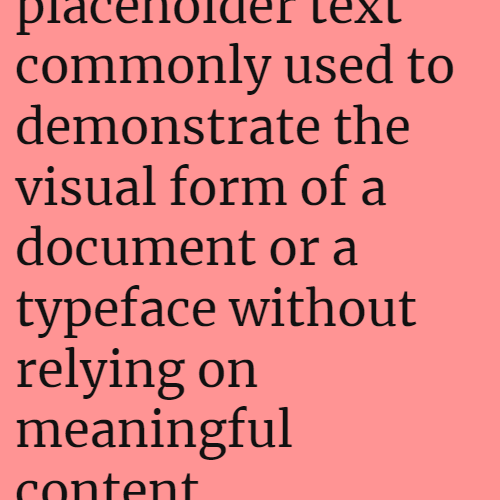 placeholder text
commonly used to
demonstrate the
visual form of a
document or a
typeface without
relying on
meaningful
content